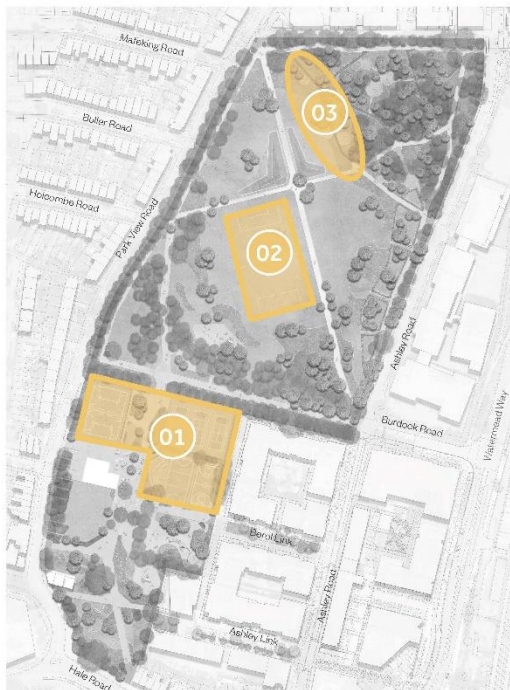 Mafeking Road
03
Buller Road
Holcombe Road
Park View Road
02
Ashley Road
01
Burdock Road
Watermead Way
Berol Link
Ashley Road
Ashley Link
Hale Road